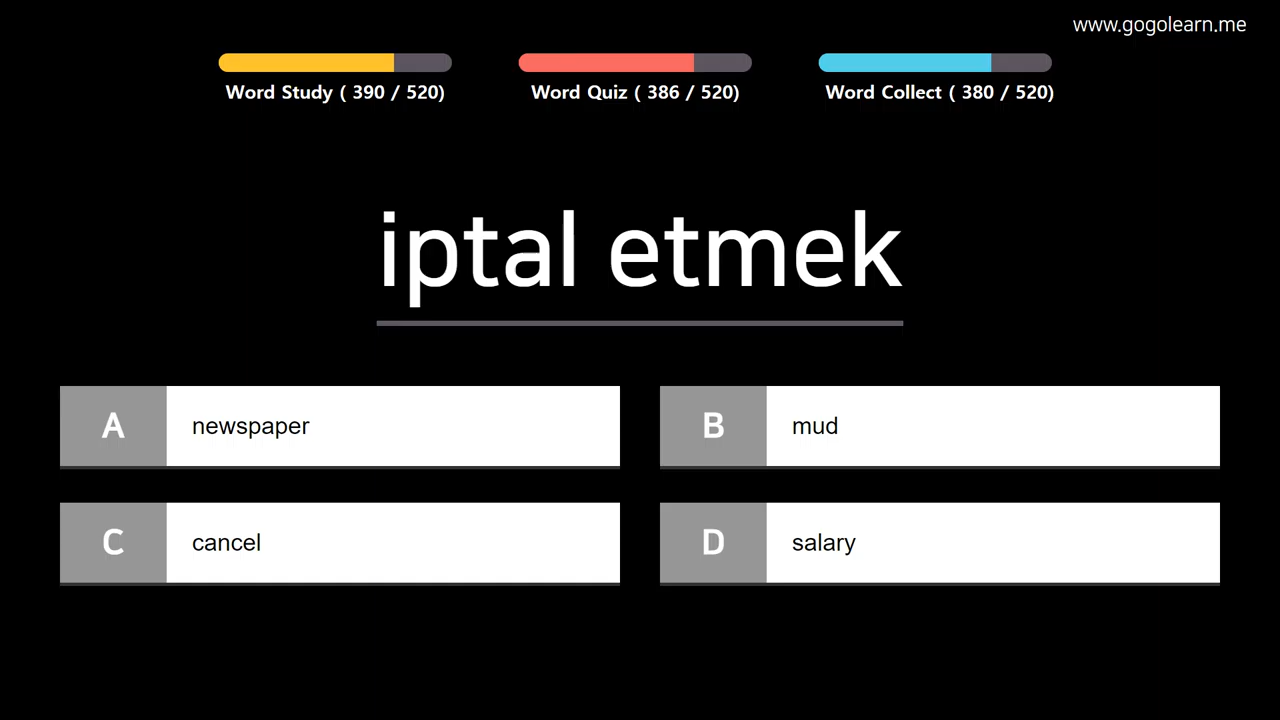 www.gogolearn.me
Word Study ( 390 / 520)
Word Quiz ( 386 / 520)
Word Collect ( 380 / 520)
iptal etmek
A newspaper
B mud
C cancel
D salary